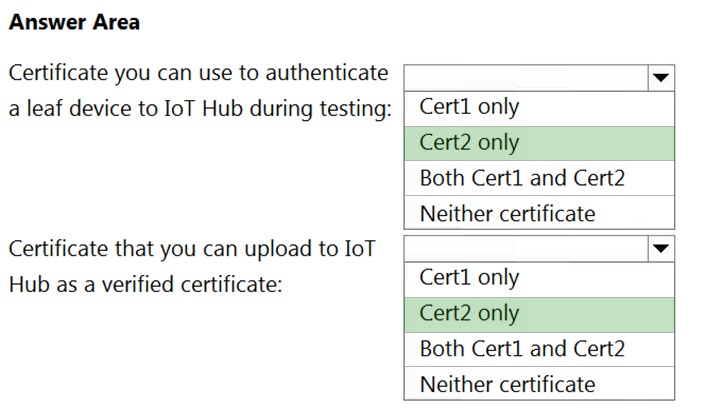 Answer Area
Certificate you can use to authenticate
a leaf device to IoT Hub during testing:
Cert1 only
Cert2 only
Both Cert1 and Cert2
Neither certificate
Certificate that you can upload to IoT
Hub as a verified certificate:
Cert1 only
Cert2 only
Both Cert1 and Cert2
Neither certificate